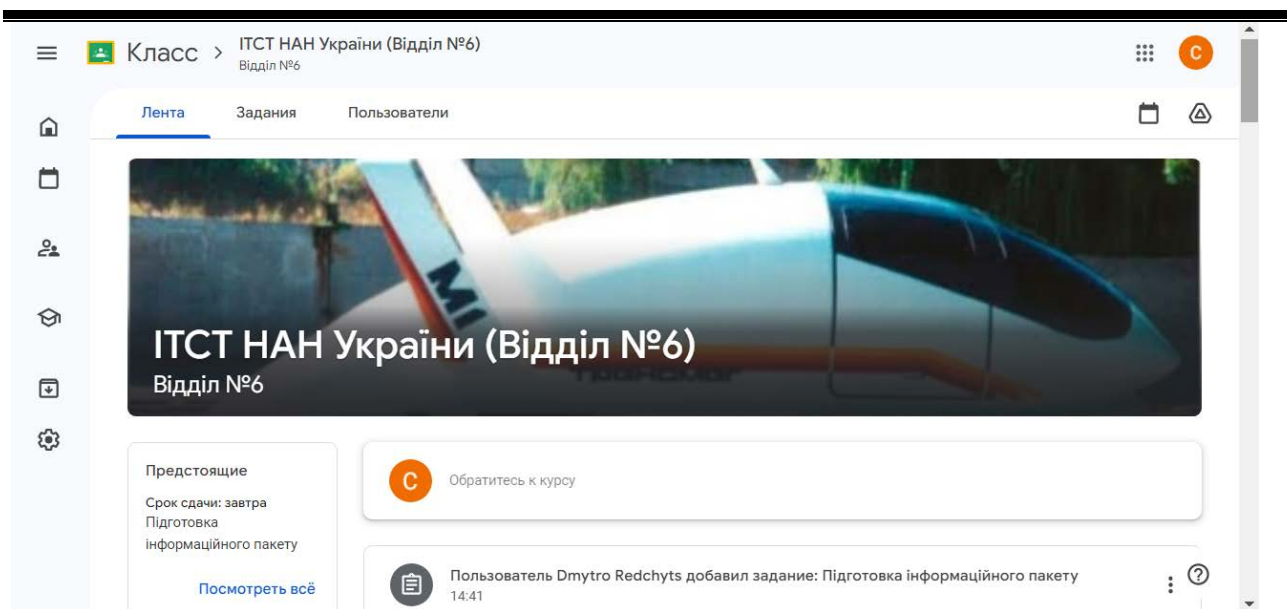 Класс
ІТСТ НАН України (Відділ №6)
Відділ №6
C
Лента
Задания
Пользователи
ІТСТ НАН України (Відділ №6)
Відділ №6
Предстоящие
Срок сдачи: завтра
Підготовка
інформаційного пакету
Посмотреть всё
C
Обратитесь к курсу
Пользователь Dmytro Redchyts добавил задание: Підготовка інформаційного пакету
14:41